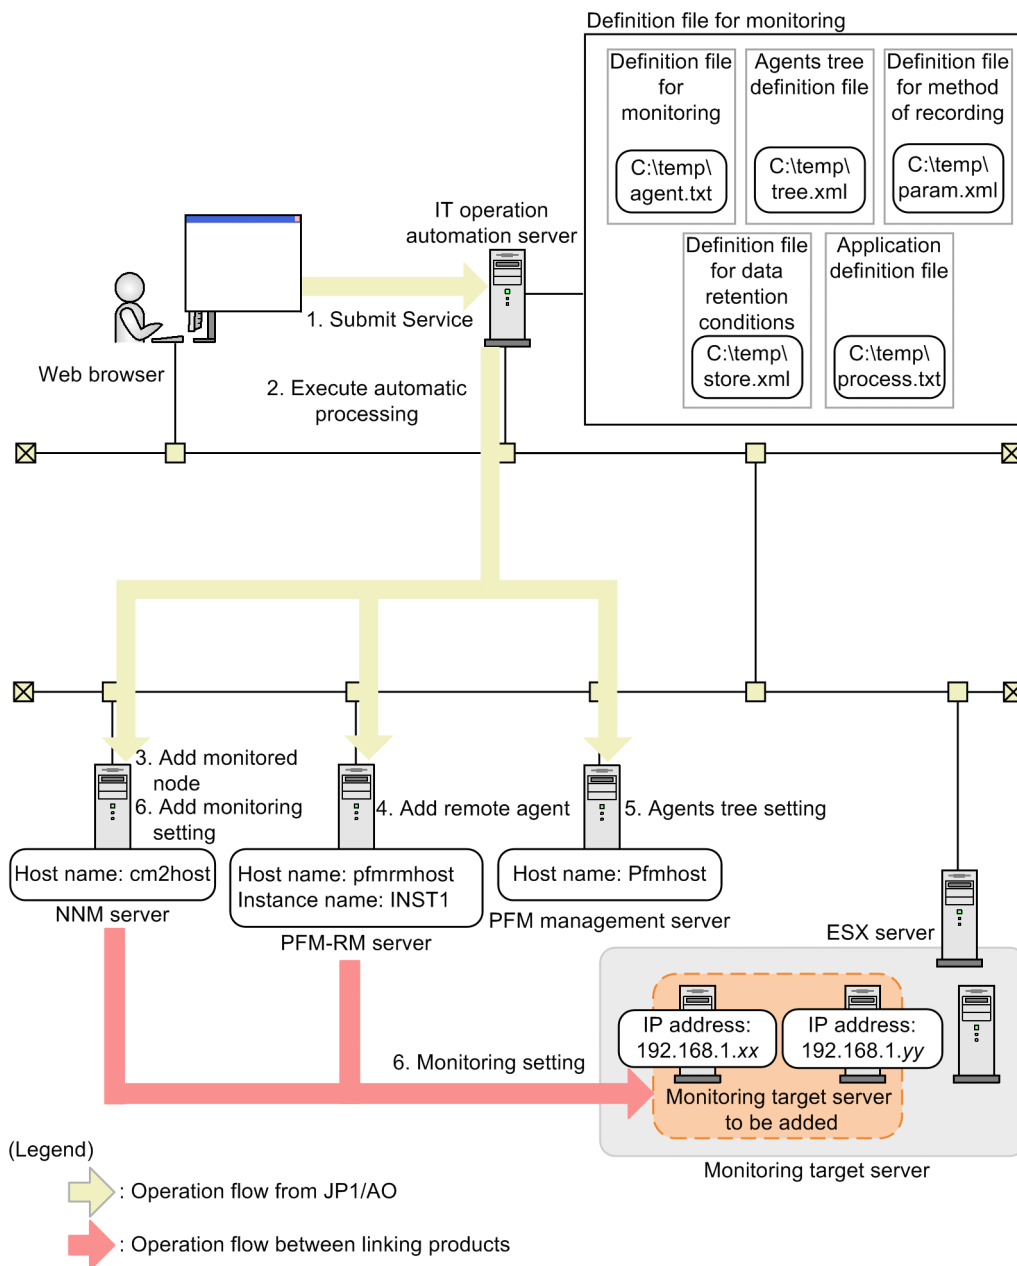 Definition file for monitoring
Definition file
for
monitoring
C:\temp\
agent.txt
Agents tree
definition file
C:\temp\
tree.xml
Definition file
for method
of recording
C:\temp\
param.xml
Definition file
for data
retention
conditions
C:\temp\
store.xml
Application
definition file
C:\temp\
process.txt
IT operation
automation server
1. Submit Service
Web browser
2. Execute automatic
processing
3. Add monitored
node
6. Add monitoring
setting
4. Add remote agent
5. Agents tree setting
Host name: cm2host
NNM server
Host name: pfmrmhost
Instance name: INST1
PFM-RM server
Host name: Pfmhost
PFM management server
ESX server
IP address:
192.168.1.xx
IP address:
192.168.1.yy
6. Monitoring setting
Monitoring target server
to be added
Monitoring target server
(Legend)
: Operation flow from JP1/AO
: Operation flow between linking products